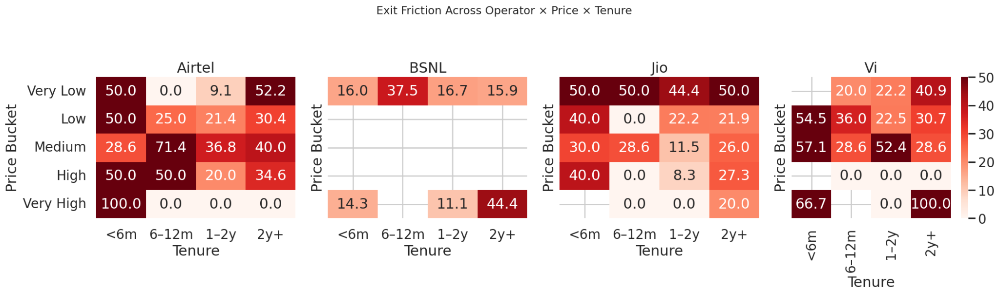 Exit Friction Across Operator × Price × Tenure
Airtel
BSNL
Jio
Vi
Price Bucket
Very Low
Low
Medium
High
Very High
50.0 0.0 9.1 52.2
50.0 25.0 21.4 30.4
28.6 71.4 36.8 40.0
50.0 50.0 20.0 34.6
100.0 0.0 0.0 0.0
<6m 6–12m 1–2y 2y+
Tenure
Price Bucket
16.0 37.5 16.7 15.9
14.3 11.1 44.4
<6m 6–12m 1–2y 2y+
Tenure
Price Bucket
50.0 50.0 44.4 50.0
40.0 0.0 22.2 21.9
30.0 28.6 11.5 26.0
40.0 0.0 8.3 27.3
0.0 0.0 20.0
<6m 6–12m 1–2y 2y+
Tenure
Price Bucket
20.0 22.2 40.9
54.5 36.0 22.5 30.7
57.1 28.6 52.4 28.6
0.0 0.0 0.0
66.7 0.0 100.0
<6m 6–12m 1–2y 2y+
Tenure
50
40
30
20
10
0